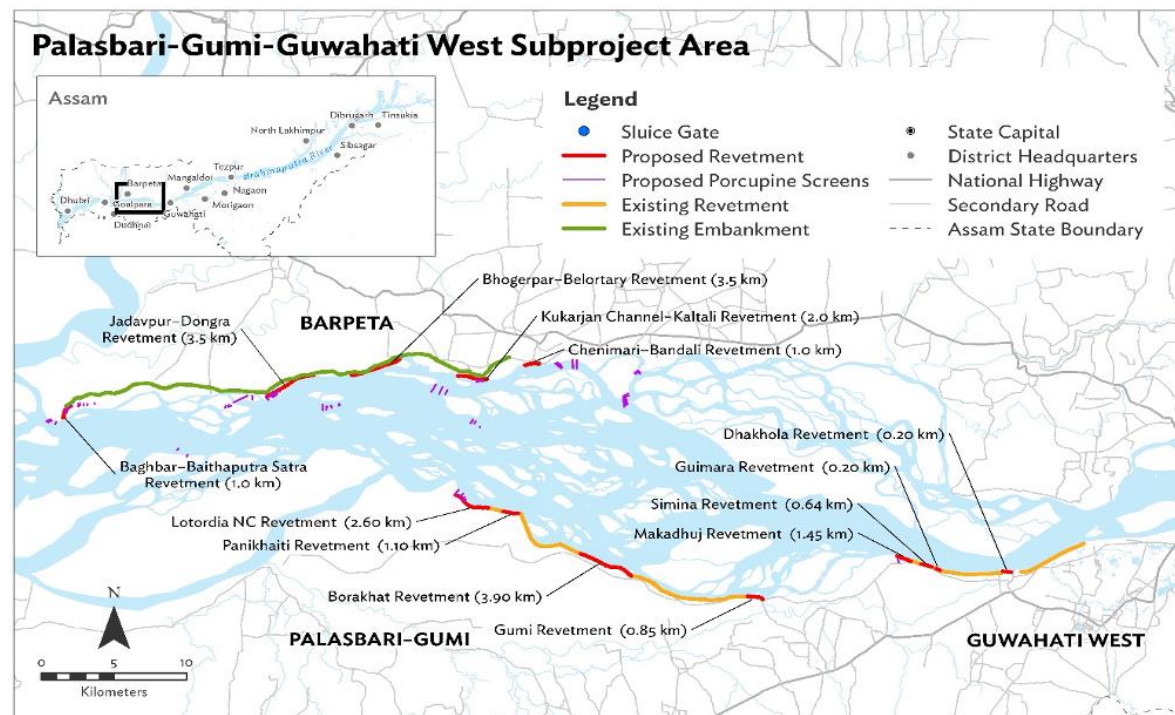 Palasbari-Gumi-Guwahati West Subproject Area
Assam
Dibrugarh
Tinsukia
North Lakhimpur
Sibsagar
Brahmaputra River
Tezpur
Mangaldoi
Nagaon
Barpeta
Morigaon
Dhubri
Goalpara
Guwahati
Dudhnai
Legend
Sluice Gate
Proposed Revetment
Proposed Porcupine Screens
Existing Revetment
Existing Embankment
State Capital
District Headquarters
National Highway
Secondary Road
Assam State Boundary
Bhogerpar–Belortary Revetment (3.5 km)
Jadavpur–Dongra
Revetment (3.5 km)
BARPETA
Kukarjan Channel–Kaltali Revetment (2.0 km)
Chenimari–Bandali Revetment (1.0 km)
Dhakhola Revetment (0.20 km)
Guimara Revetment (0.20 km)
Baghbar–Baithaputra Satra
Revetment (1.0 km)
Simina Revetment (0.64 km)
Lotordia NC Revetment (2.60 km)
Makadhuj Revetment (1.45 km)
Panikhaiti Revetment (1.10 km)
Borakhat Revetment (3.90 km)
Gumi Revetment (0.85 km)
PALASBARI–GUMI
GUWAHATI WEST
N
0 5 10
Kilometers